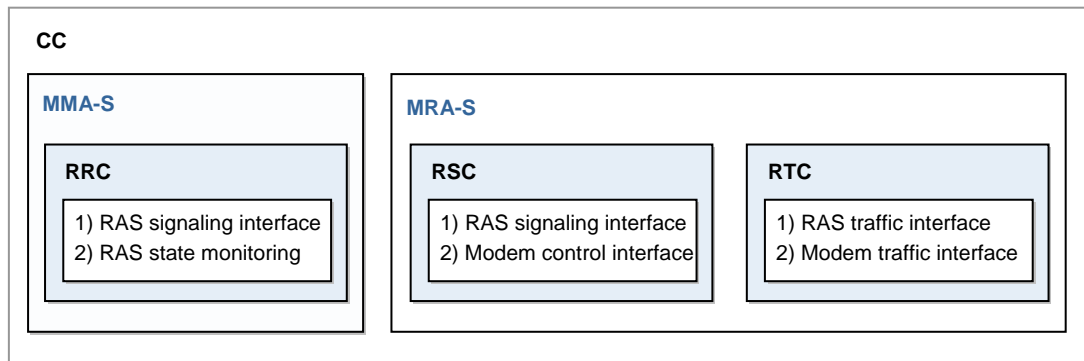 CC
MMA-S
RRC
1) RAS signaling interface
2) RAS state monitoring
MRA-S
RSC
1) RAS signaling interface
2) Modem control interface
RTC
1) RAS traffic interface
2) Modem traffic interface